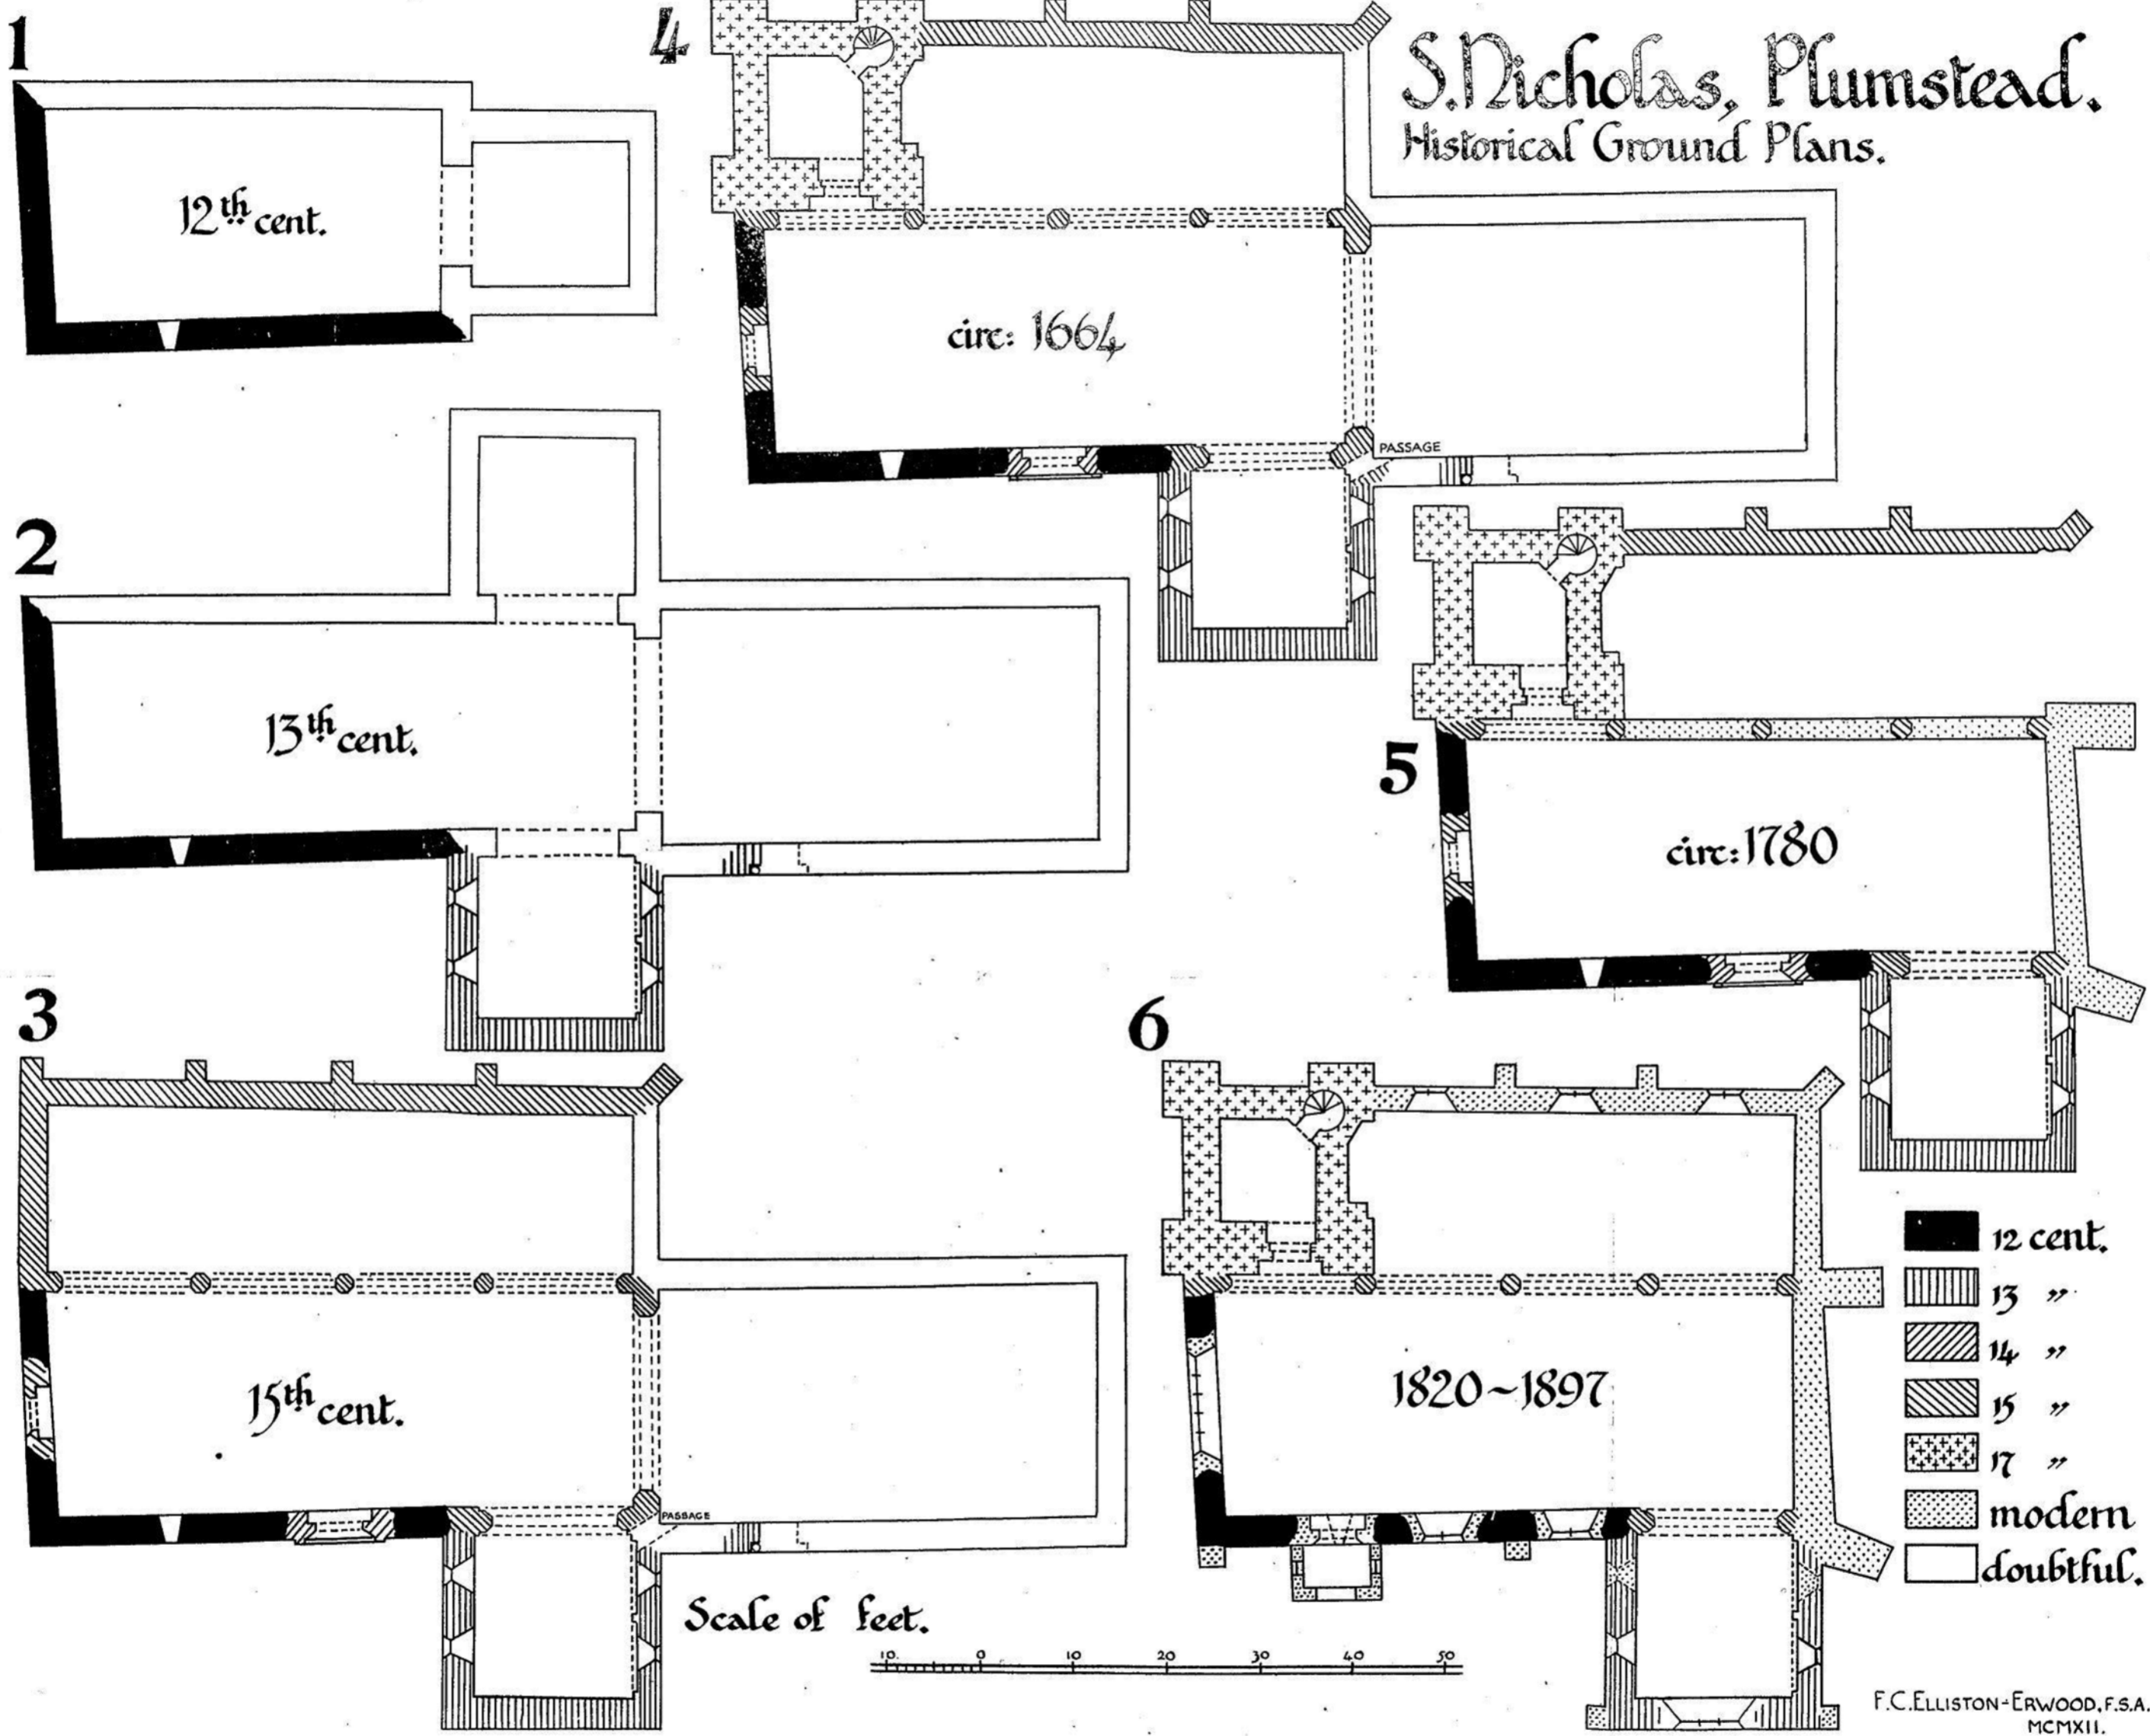 S. Nicholas, Plumstead.
Historical Ground Plans.
1
12th cent.
2
13th cent.
3
15th cent.
PASSAGE
4
circ: 1664
PASSAGE
5
circ: 1780
6
1820~1897
12 cent.
13 〃
14 〃
15 〃
17 〃
modern
doubtful.
Scale of feet.
10 0 10 20 30 40 50
F.C. ELLISTON-ERWOOD, F.S.A.
MCMXII.